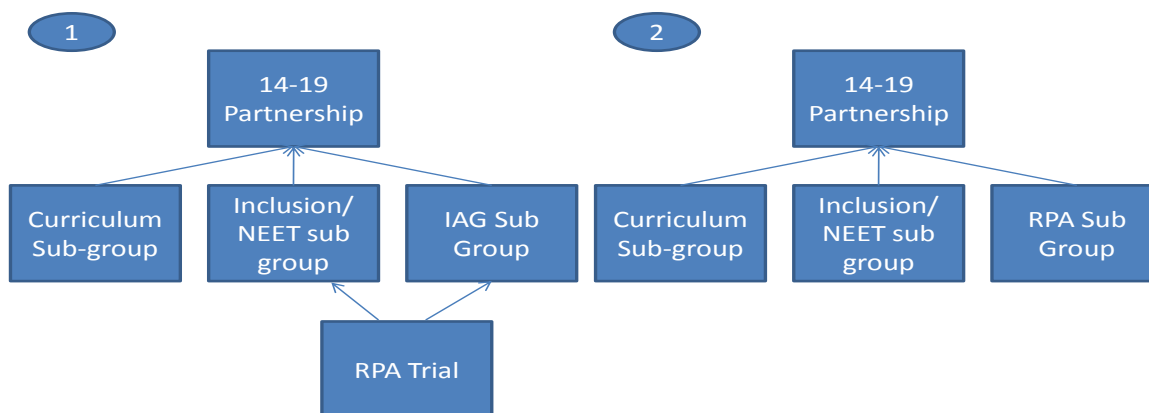 1
14-19
Partnership
Curriculum
Sub-group
Inclusion/
NEET sub
group
IAG Sub
Group
RPA Trial
2
14-19
Partnership
Curriculum
Sub-group
Inclusion/
NEET sub
group
RPA Sub
Group